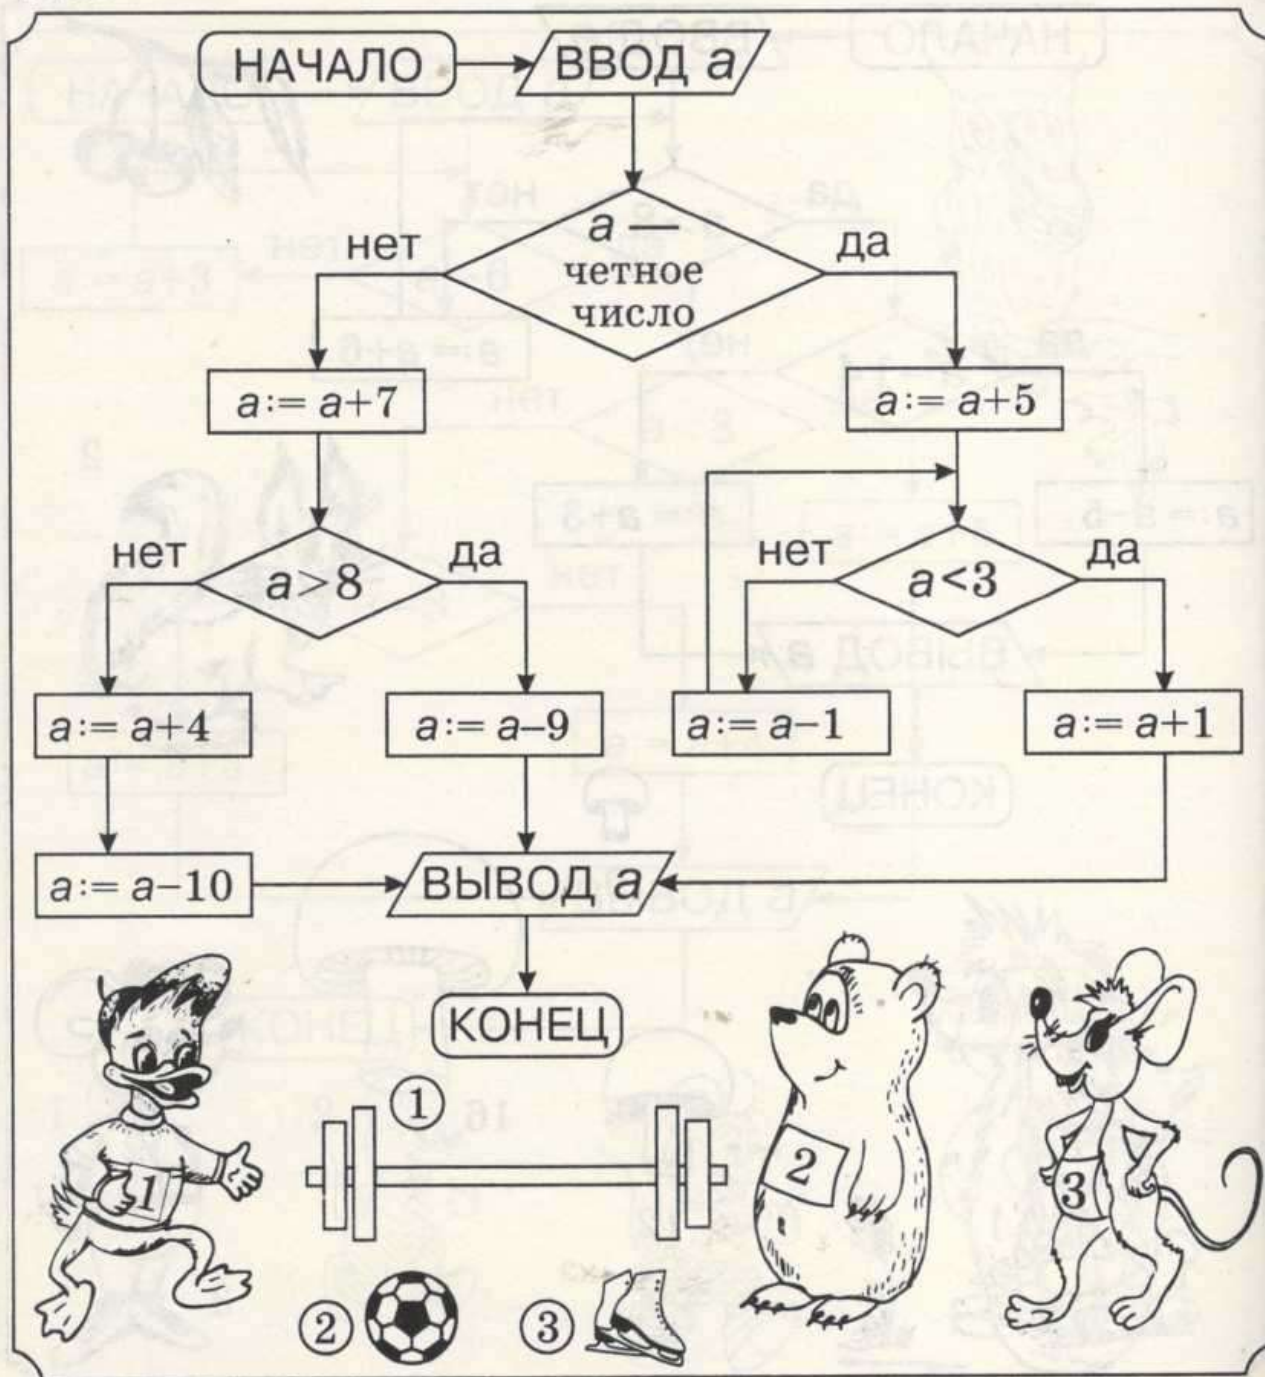 НАЧАЛО
ВВОД a
a —
четное
число
нет
да
a:= a+7
a:= a+5
a>8
нет
да
a<3
нет
да
a:= a+4
a:= a–9
a:= a–1
a:= a+1
a:= a–10
ВЫВОД a
КОНЕЦ
1
1
2
3
2
3